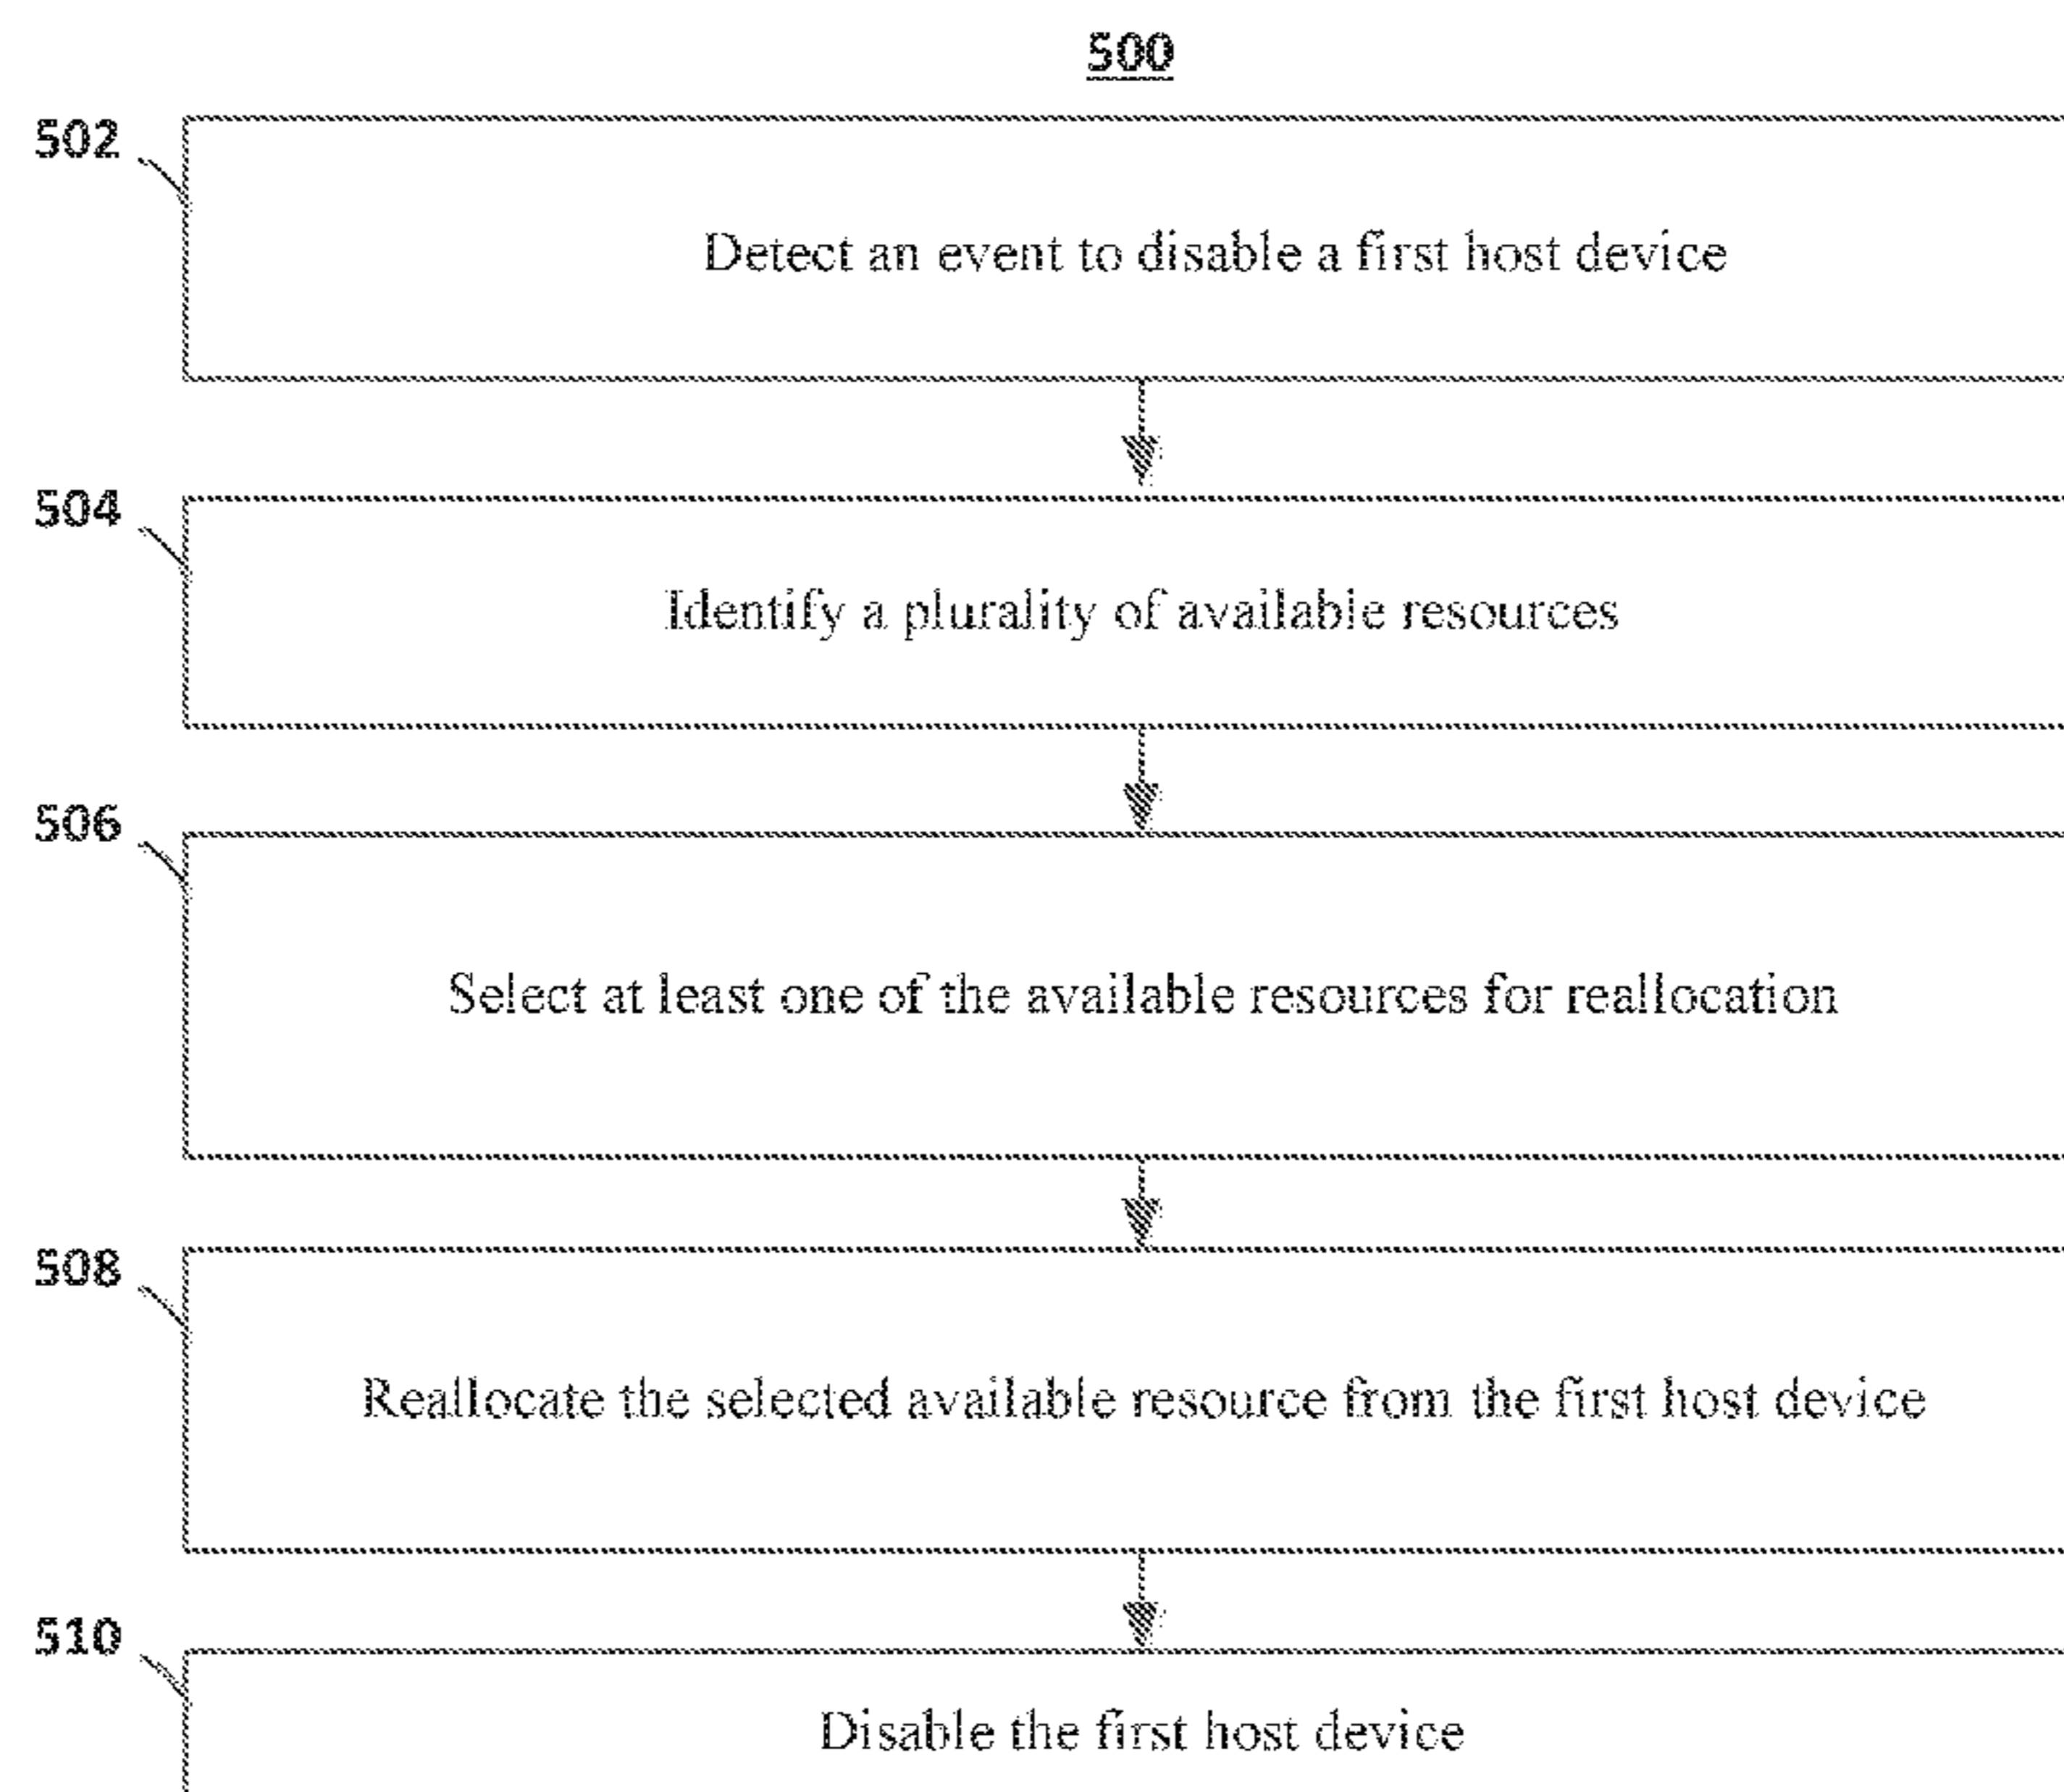 500
502
Detect an event to disable a first host device
504
Identify a plurality of available resources
506
Select at least one of the available resources for reallocation
508
Reallocate the selected available resource from the first host device
510
Disable the first host device